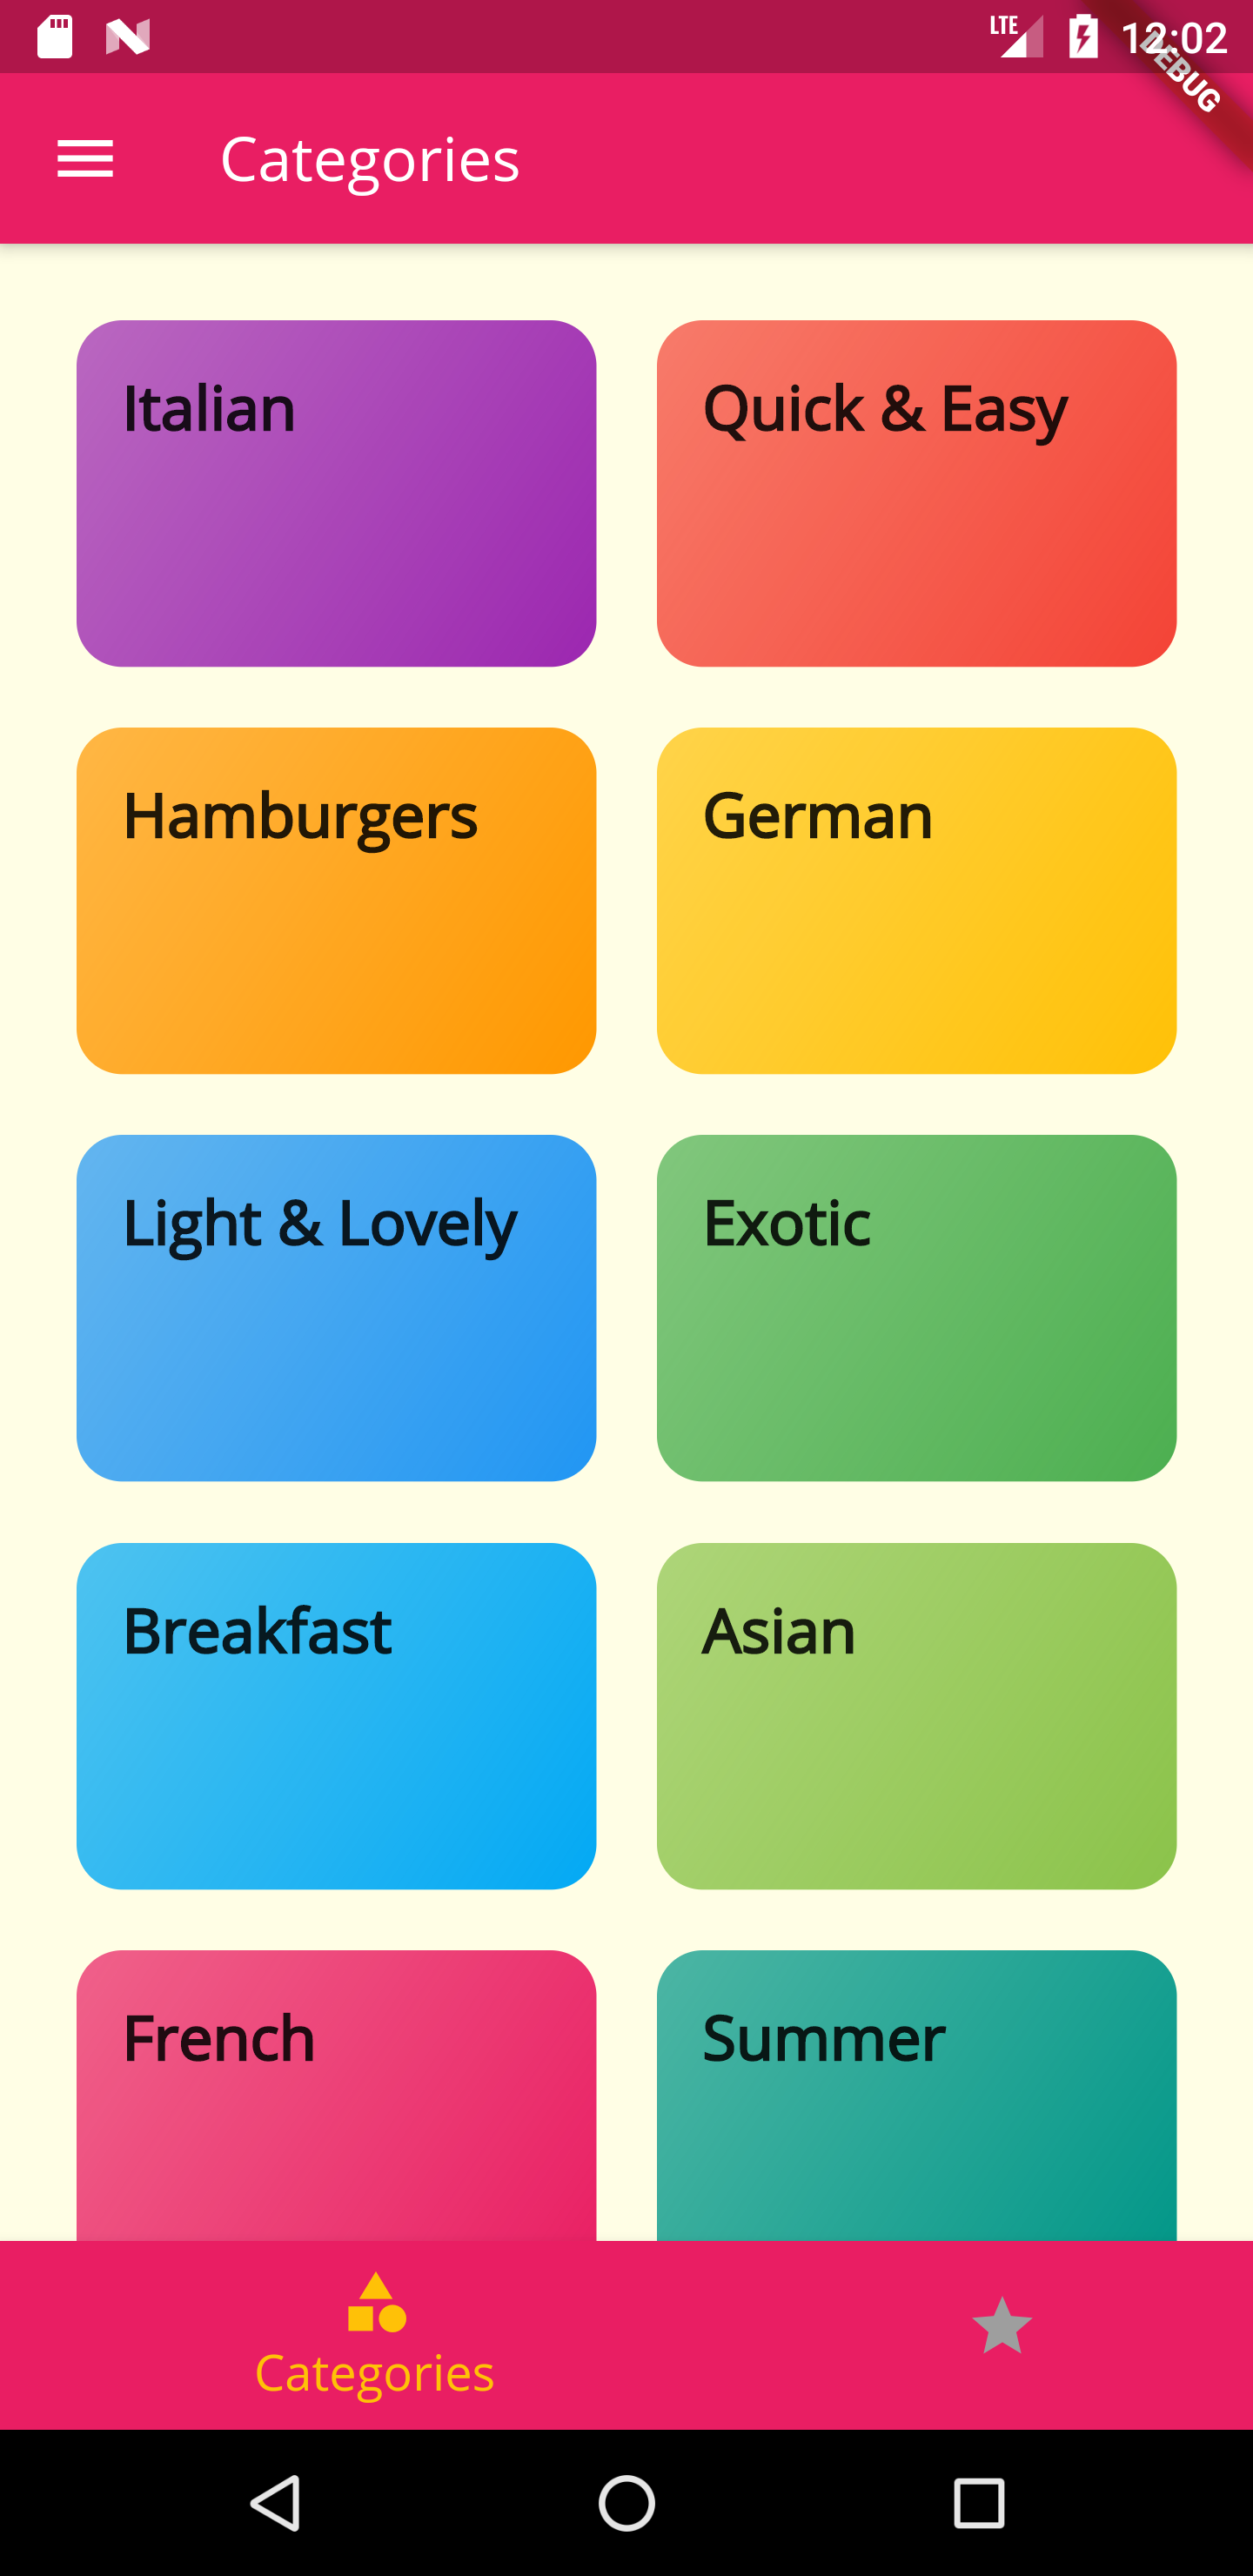 LTE 12:02
DEBUG
Categories
Italian
Quick & Easy
Hamburgers
German
Light & Lovely
Exotic
Breakfast
Asian
French
Summer
Categories